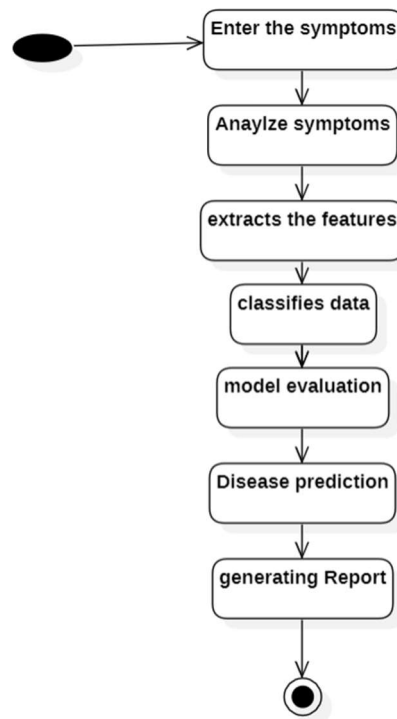 Enter the symptoms
Anaylze symptoms
extracts the features
classifies data
model evaluation
Disease prediction
generating Report